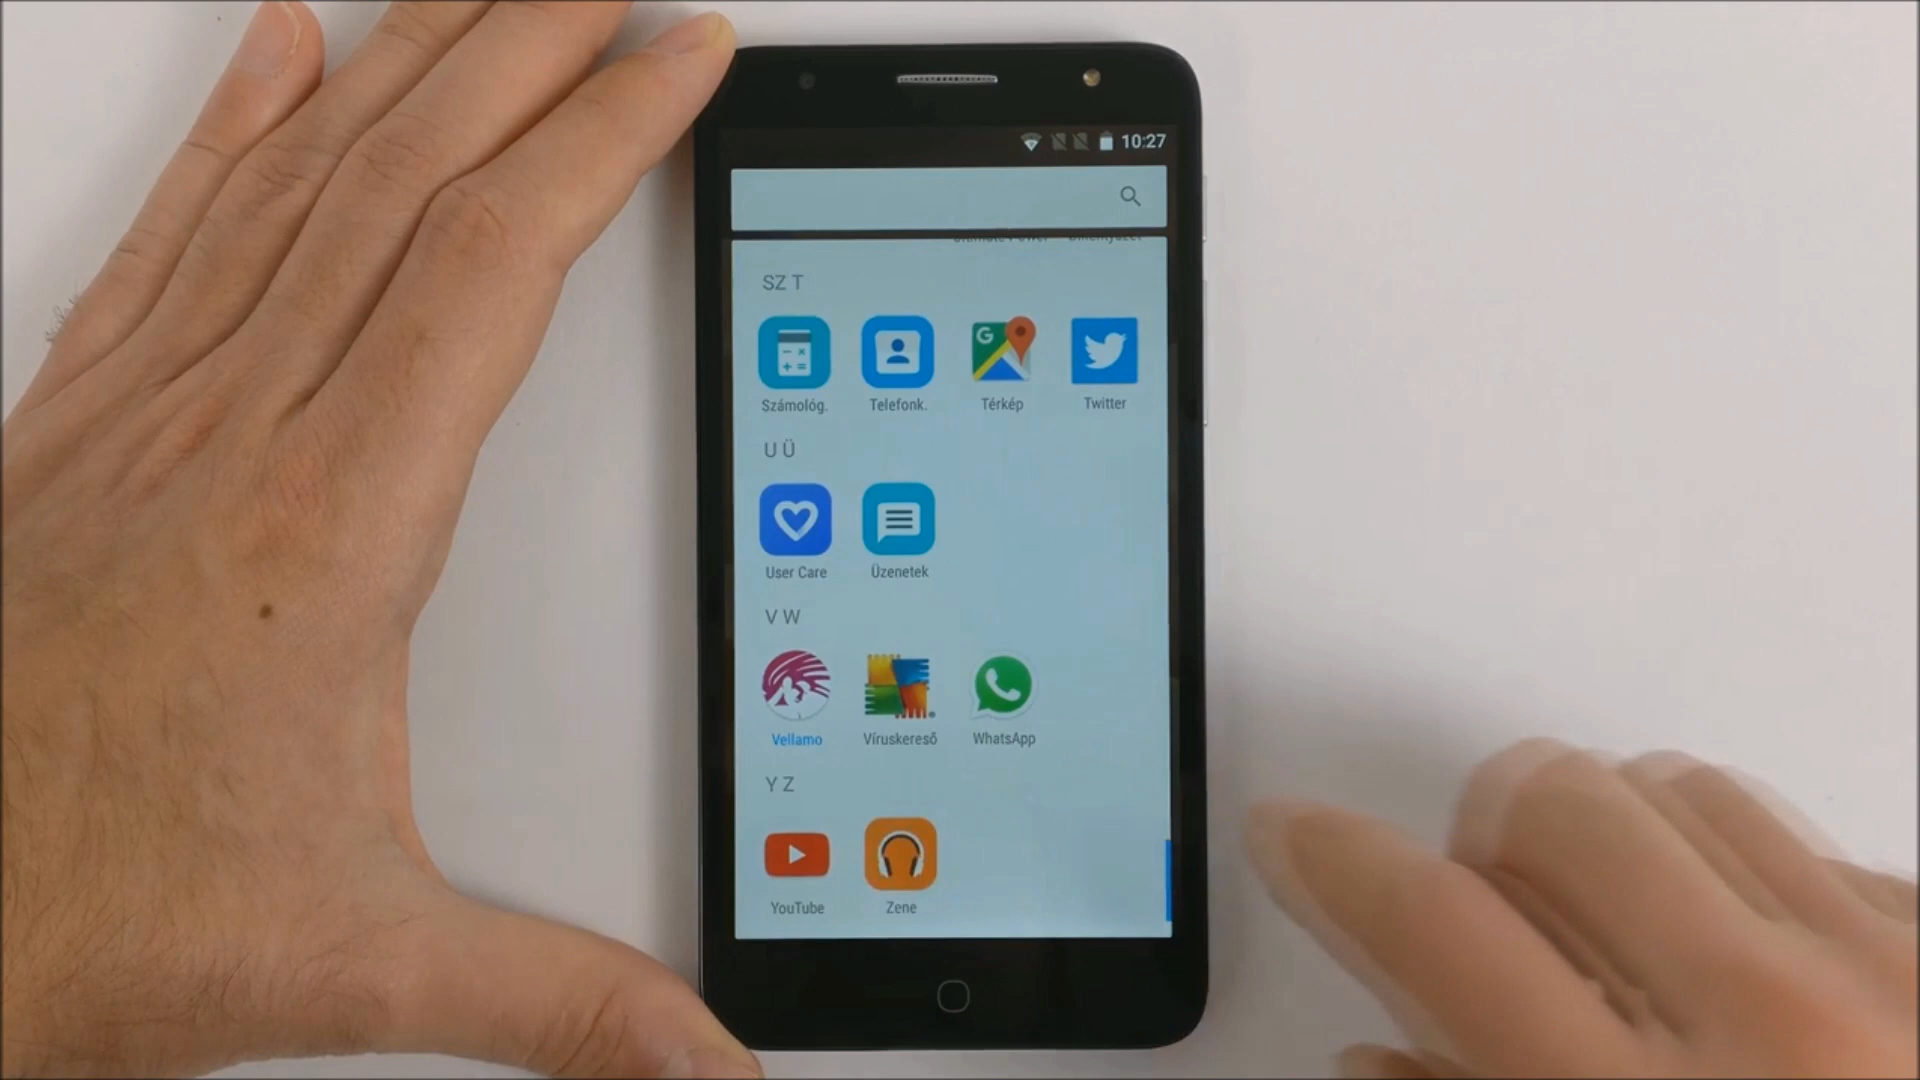 10:27
SZ T
Számológ. Telefonk. Térkép Twitter
U Ü
User Care Üzenetek
V W
Vellamo Víruskereső WhatsApp
Y Z
YouTube Zene